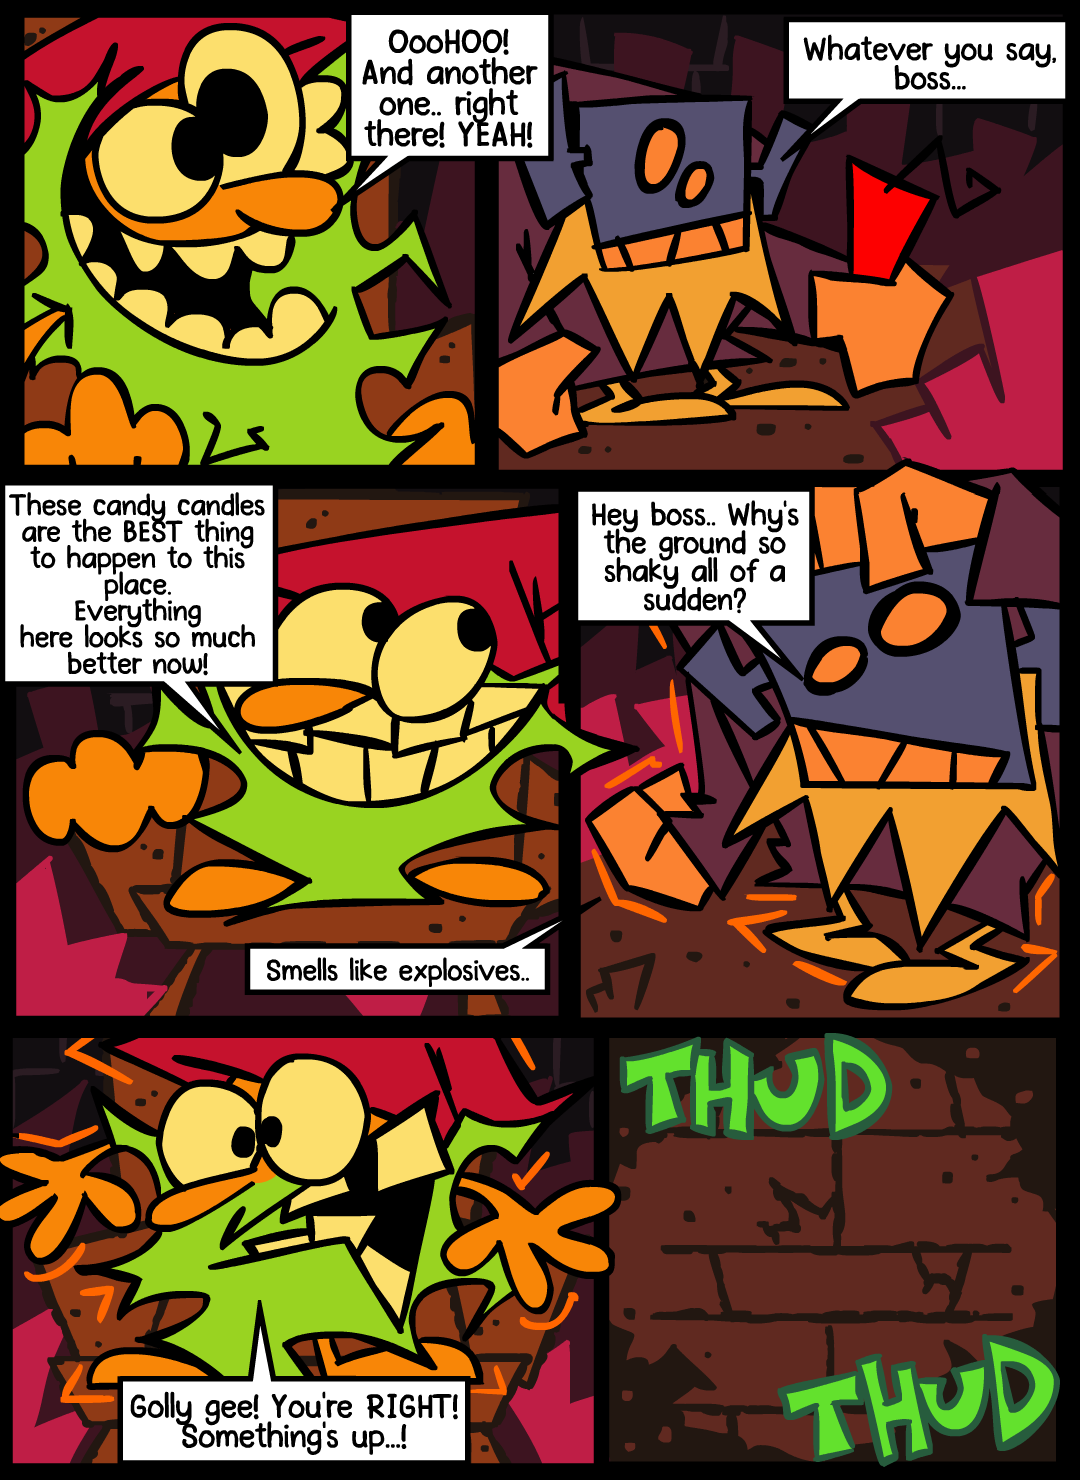 OooHOO!
And another
one.. right
there! YEAH!
Whatever you say,
boss...
These candy candles
are the BEST thing
to happen to this
place.
Everything
here looks so much
better now!
Hey boss.. Why's
the ground so
shaky all of a
sudden?
Smells like explosives..
Golly gee! You're RIGHT!
Something's up...!
THUD
THUD